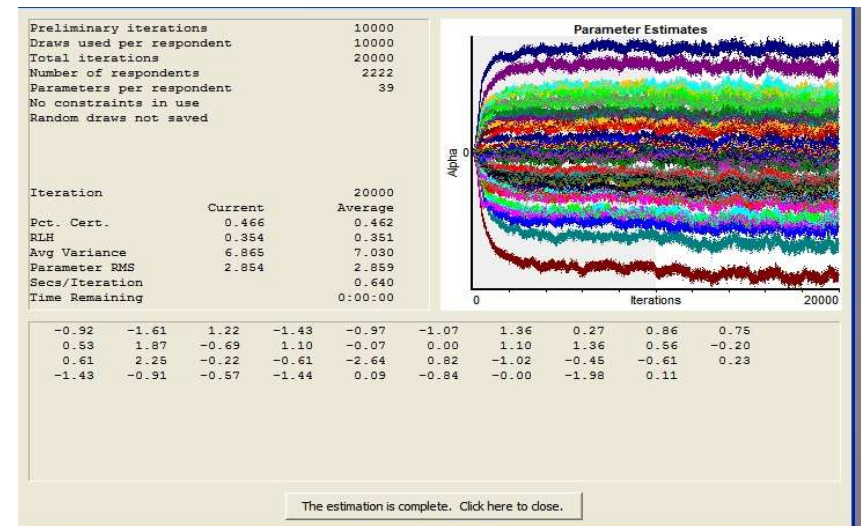 Preliminary iterations 10000
Draws used per respondent 10000
Total iterations 20000
Number of respondents 2222
Parameters per respondent 39
No constraints in use
Random draws not saved
Iteration 20000
Current Average
Pct. Cert. 0.466 0.462
RLH 0.354 0.351
Avg Variance 6.865 7.030
Parameter RMS 2.854 2.859
Secs/Iteration 0.640
Time Remaining 0:00:00
Parameter Estimates
Alpha
0
0 Iterations 20000
-0.92 -1.61 1.22 -1.43 -0.97 -1.07 1.36 0.27 0.86 0.75
0.53 1.87 -0.69 1.10 -0.07 0.00 1.10 1.36 0.56 -0.20
0.61 2.25 -0.22 -0.61 -2.64 0.82 -1.02 -0.45 -0.61 0.23
-1.43 -0.91 -0.57 -1.44 0.09 -0.84 -0.00 -1.98 0.11
The estimation is complete. Click here to close.